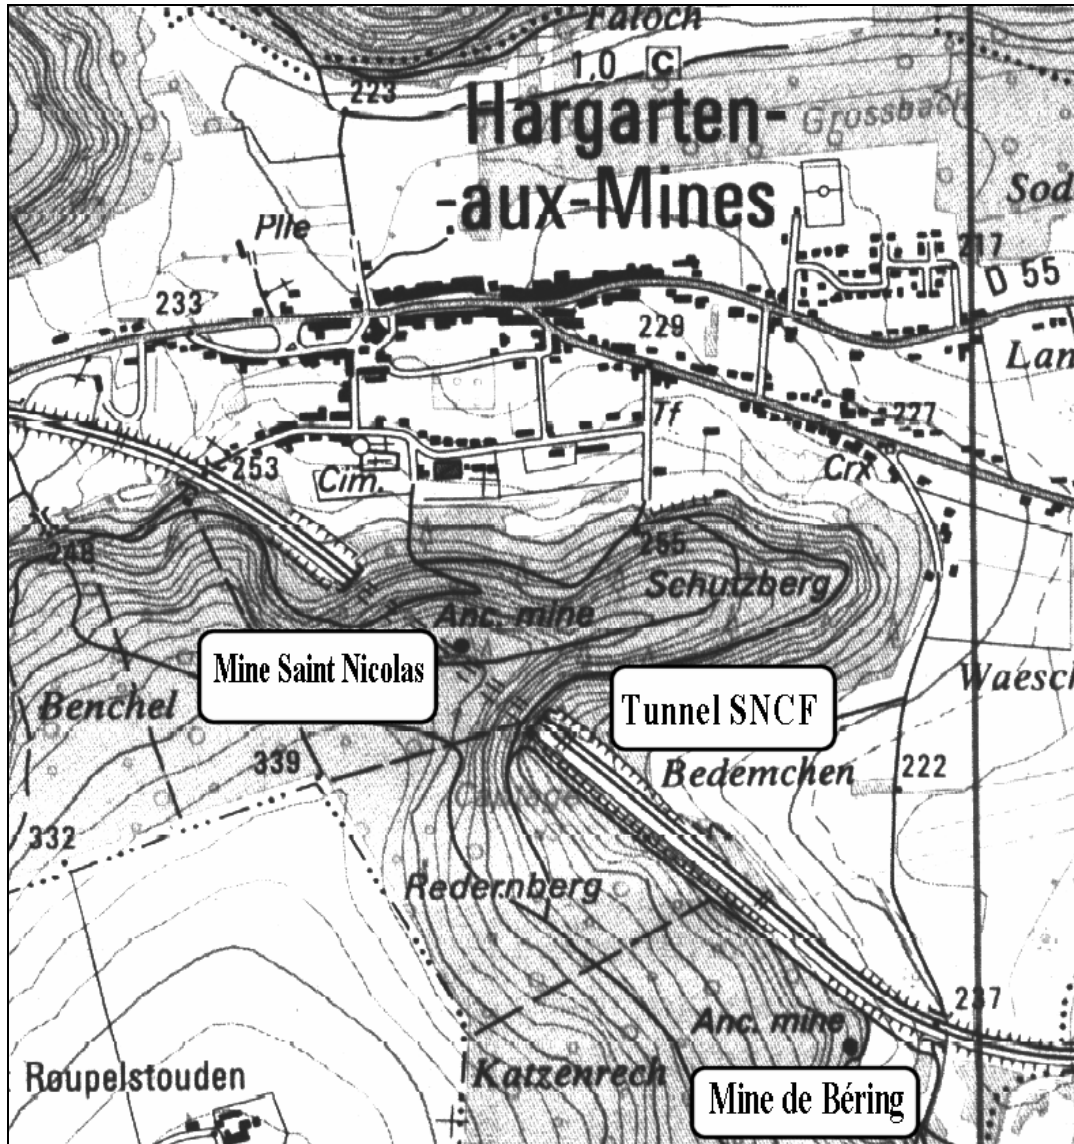 Faloch
1,0 C
223
Hargarten-
Grossbach
-aux-Mines
Sod
Plle
217
D 55
233
229
Lan
Tf
227
253
Cim.
Crx
248
255
Schutzberg
Anc. mine
Mine Saint Nicolas
Waesch
Benchel
Tunnel SNCF
339
Bedemchen
222
Captage
332
Redernberg
237
Anc. mine
Roupelstouden
Katzenrech
Mine de Béring